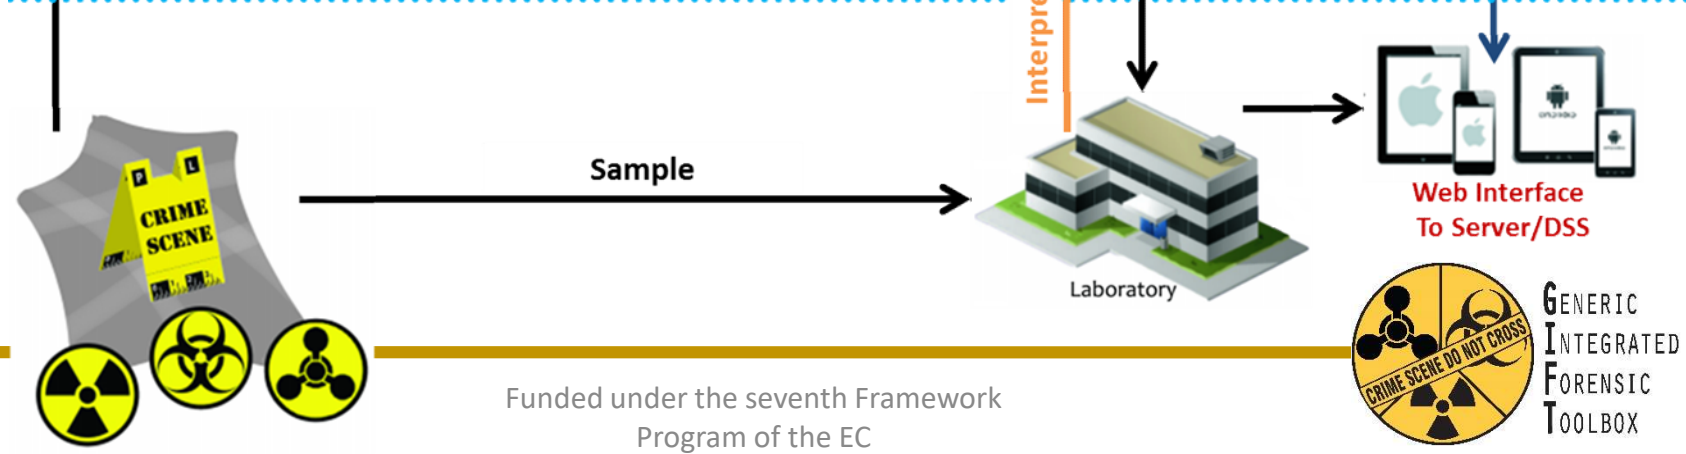 Interpre
Sample
P L
CRIME
SCENE
Laboratory
Web Interface
To Server/DSS
CRIME SCENE DO NOT CROSS
GENERIC
INTEGRATED
FORENSIC
TOOLBOX
Funded under the seventh Framework
Program of the EC